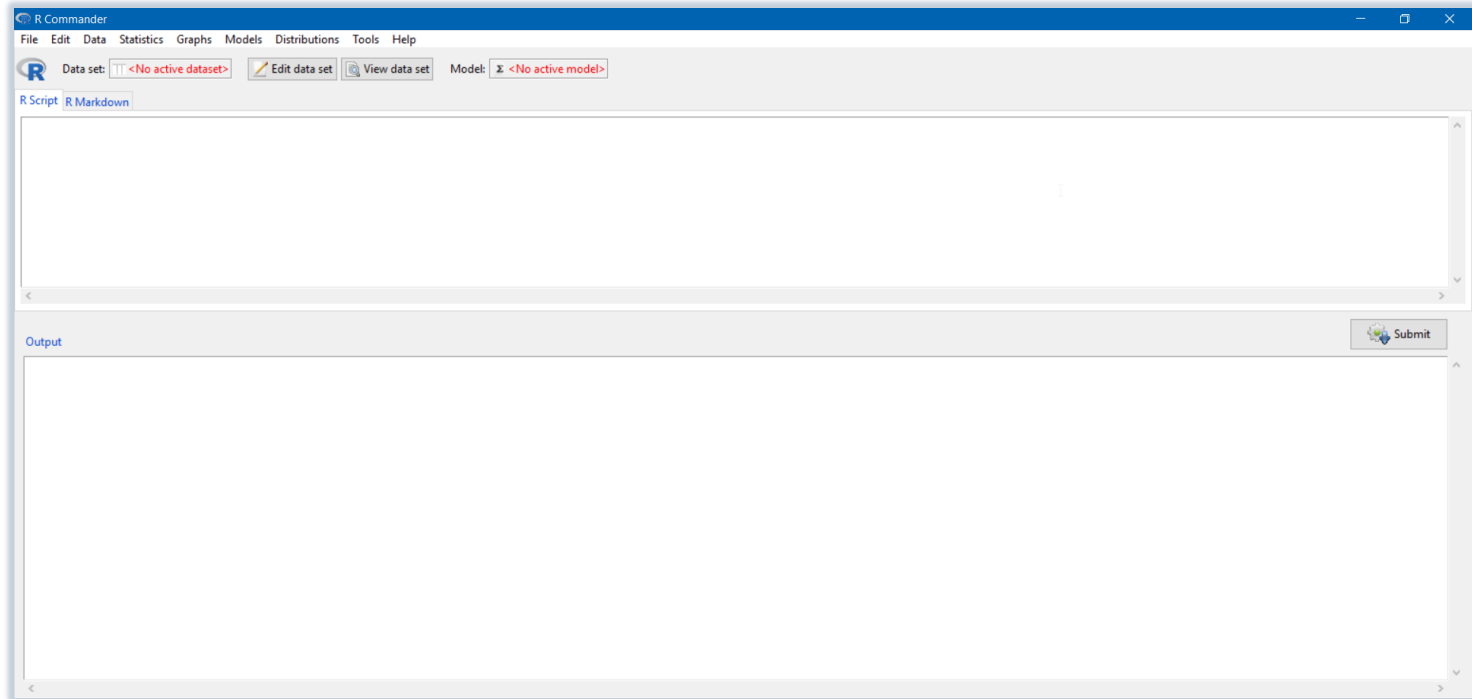 R Commander
File Edit Data Statistics Graphs Models Distributions Tools Help
R Data set: <No active dataset> Edit data set View data set Model: Σ <No active model>
R Script R Markdown
Submit
Output